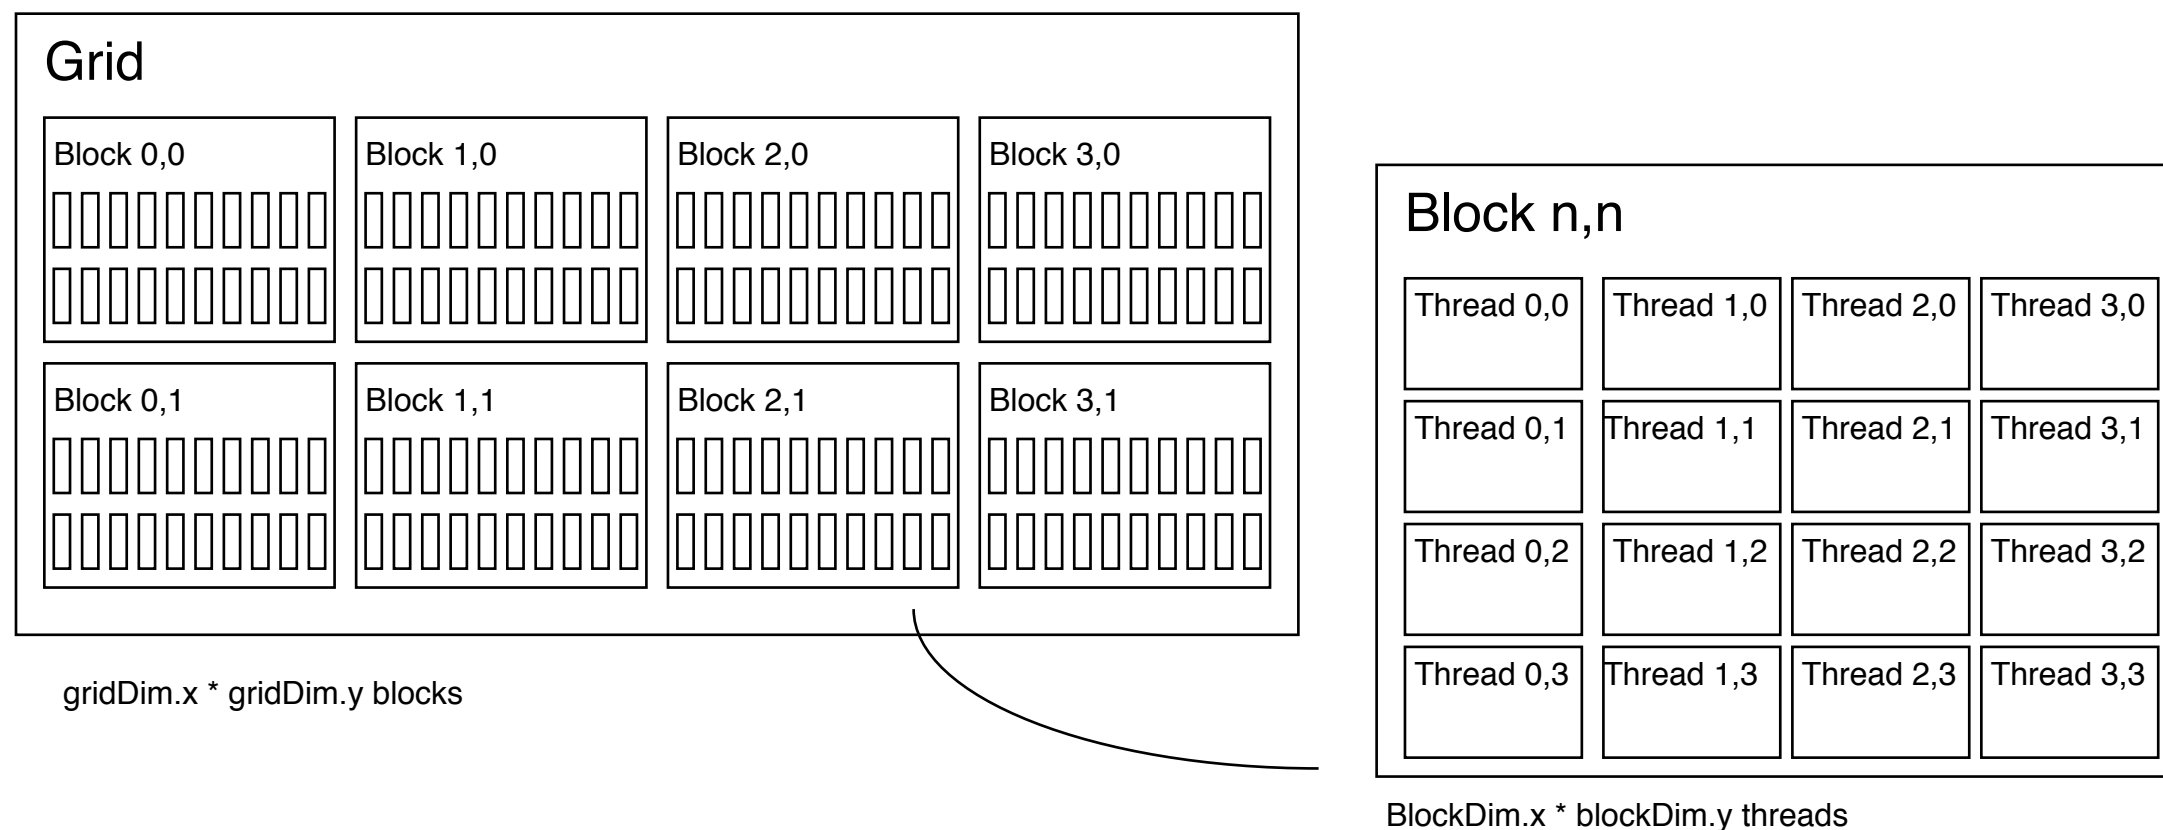 Grid
Block 0,0 Block 1,0 Block 2,0 Block 3,0
Block 0,1 Block 1,1 Block 2,1 Block 3,1
gridDim.x * gridDim.y blocks
Block n,n
Thread 0,0 Thread 1,0 Thread 2,0 Thread 3,0
Thread 0,1 Thread 1,1 Thread 2,1 Thread 3,1
Thread 0,2 Thread 1,2 Thread 2,2 Thread 3,2
Thread 0,3 Thread 1,3 Thread 2,3 Thread 3,3
BlockDim.x * blockDim.y threads